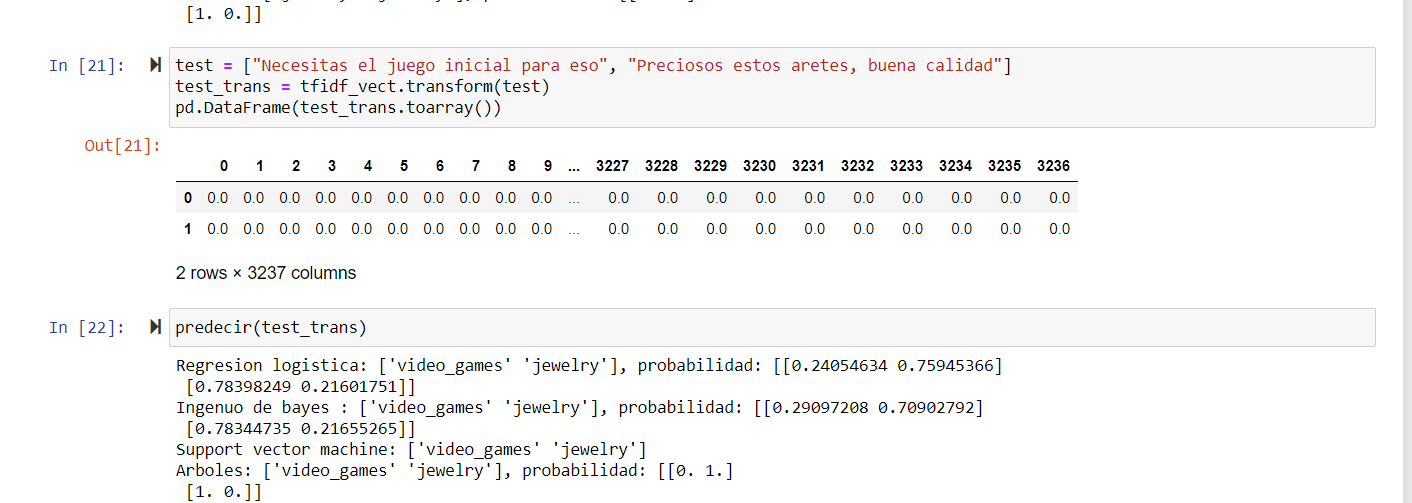 [1. 0.]]
In [21]:
test = ["Necesitas el juego inicial para eso", "Preciosos estos aretes, buena calidad"]
test_trans = tfidf_vect.transform(test)
pd.DataFrame(test_trans.toarray())
Out[21]:
0 1 2 3 4 5 6 7 8 9 ... 3227 3228 3229 3230 3231 3232 3233 3234 3235 3236
0 0.0 0.0 0.0 0.0 0.0 0.0 0.0 0.0 0.0 0.0 ... 0.0 0.0 0.0 0.0 0.0 0.0 0.0 0.0 0.0 0.0
1 0.0 0.0 0.0 0.0 0.0 0.0 0.0 0.0 0.0 0.0 ... 0.0 0.0 0.0 0.0 0.0 0.0 0.0 0.0 0.0 0.0
2 rows × 3237 columns
In [22]:
predecir(test_trans)
Regresion logistica: ['video_games' 'jewelry'], probabilidad: [[0.24054634 0.75945366]
[0.78398249 0.21601751]]
Ingenuo de bayes : ['video_games' 'jewelry'], probabilidad: [[0.29097208 0.70902792]
[0.78344735 0.21655265]]
Support vector machine: ['video_games' 'jewelry']
Arboles: ['video_games' 'jewelry'], probabilidad: [[0. 1.]
[1. 0.]]